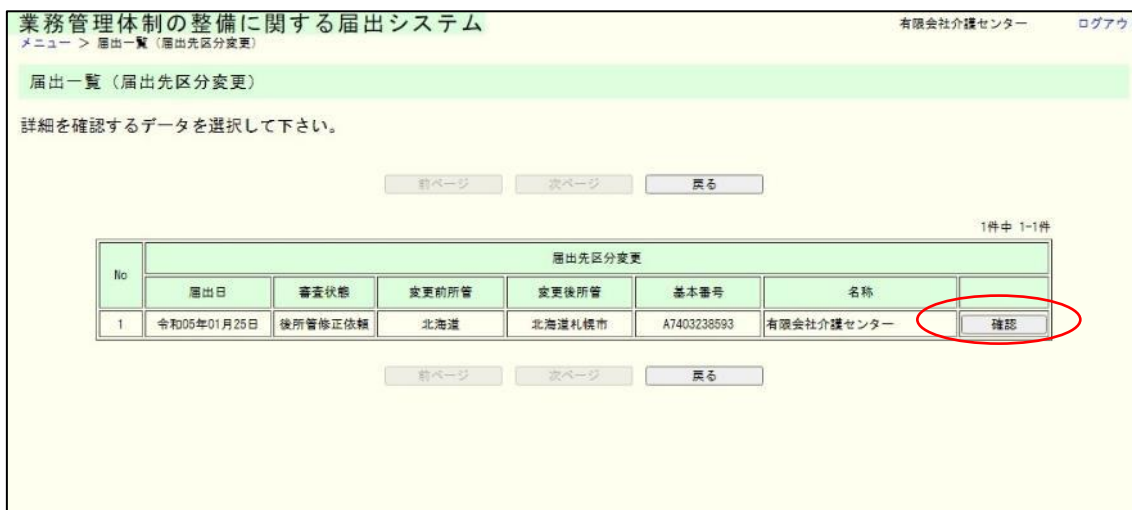 業務管理体制の整備に関する届出システム
有限会社介護センター ログアウ
メニュー > 届出一覧（届出先区分変更）
届出一覧（届出先区分変更）
詳細を確認するデータを選択して下さい。
前ページ 次ページ 戻る
1件中 1-1件
No 届出先区分変更
届出日 審査状態 変更前所管 変更後所管 基本番号 名称
1 令和05年01月25日 後所管修正依頼 北海道 北海道札幌市 A7403238593 有限会社介護センター 確認
前ページ 次ページ 戻る